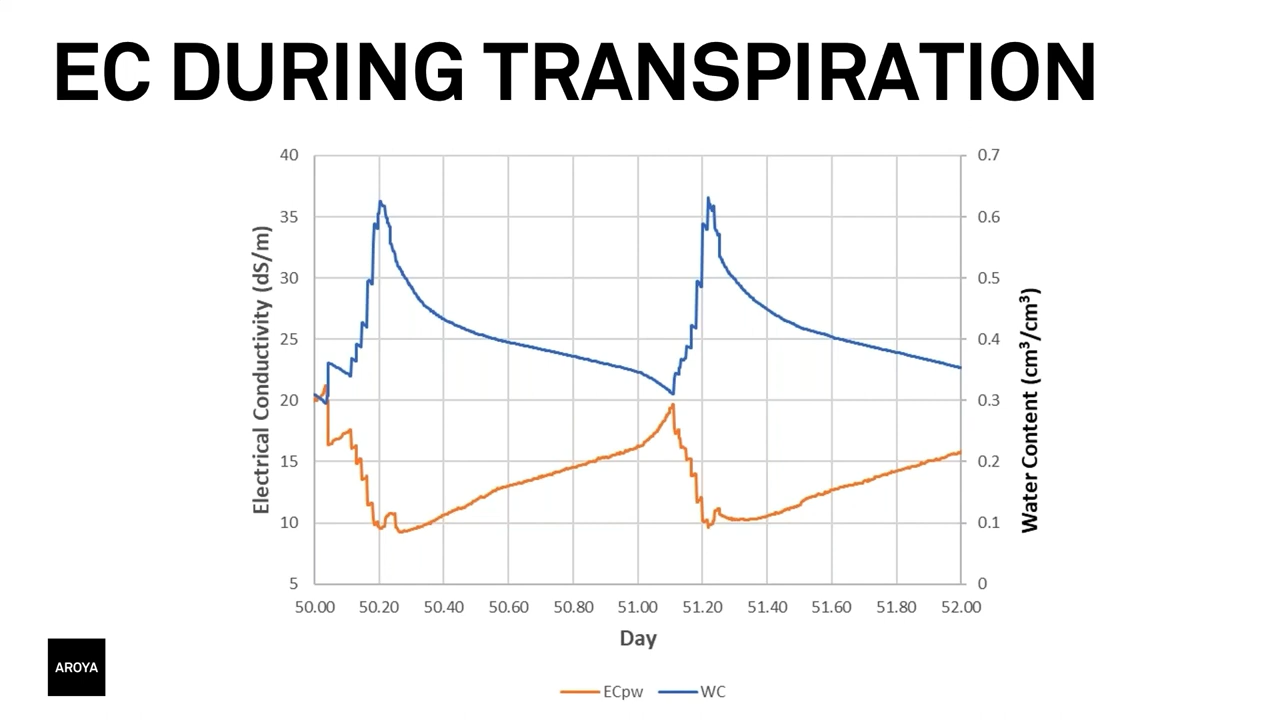 EC DURING TRANSPIRATION
40
35
30
25
20
15
10
5
Electrical Conductivity (dS/m)
0.7
0.6
0.5
0.4
0.3
0.2
0.1
0
Water Content (cm³/cm³)
50.00 50.20 50.40 50.60 50.80 51.00 51.20 51.40 51.60 51.80 52.00
Day
ECpw WC
AROYA